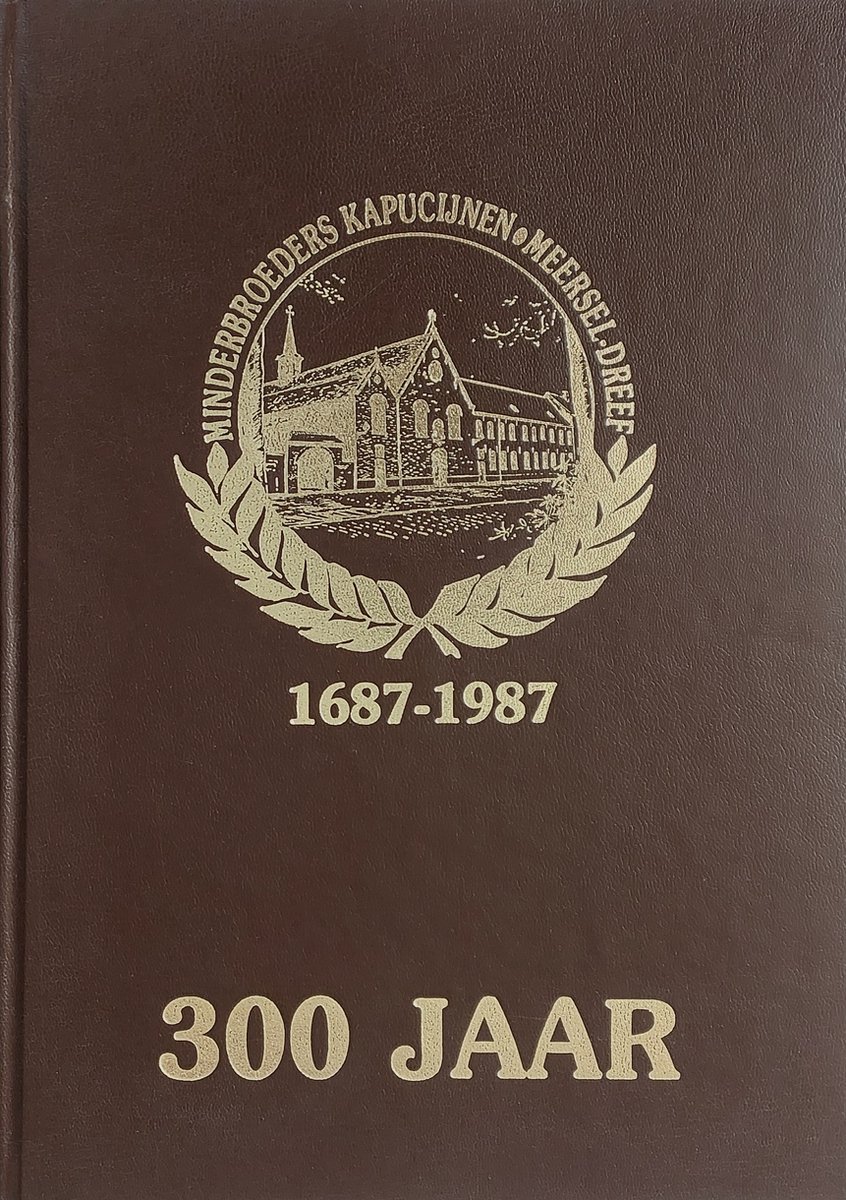 MINDERBROEDERS KAPUCIJNEN • MEERSEL-DREEF
1687-1987
300 JAAR